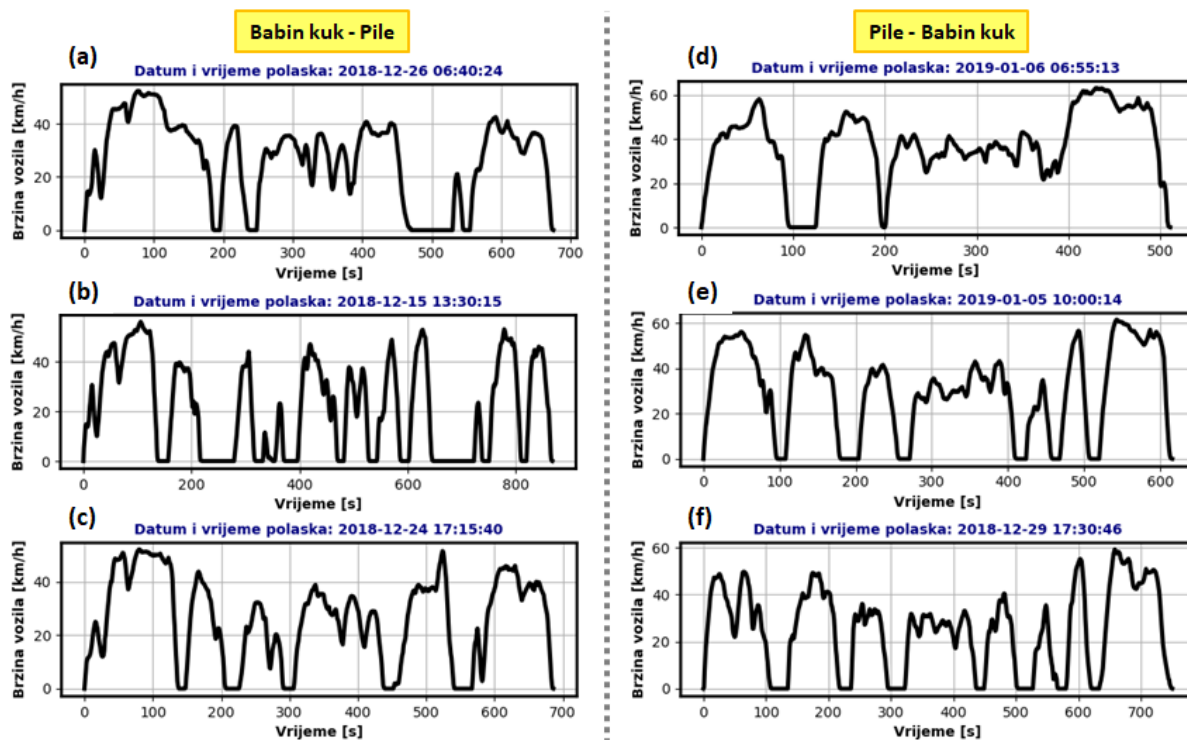 Babin kuk - Pile
(a)
Datum i vrijeme polaska: 2018-12-26 06:40:24
Brzina vozila [km/h]
40
20
0
0 100 200 300 400 500 600 700
Vrijeme [s]
(b)
Datum i vrijeme polaska: 2018-12-15 13:30:15
Brzina vozila [km/h]
40
20
0
0 200 400 600 800
Vrijeme [s]
(c)
Datum i vrijeme polaska: 2018-12-24 17:15:40
Brzina vozila [km/h]
40
20
0
0 100 200 300 400 500 600 700
Vrijeme [s]
Pile - Babin kuk
(d)
Datum i vrijeme polaska: 2019-01-06 06:55:13
Brzina vozila [km/h]
60
40
20
0
0 100 200 300 400 500
Vrijeme [s]
(e)
Datum i vrijeme polaska: 2019-01-05 10:00:14
Brzina vozila [km/h]
60
40
20
0
0 100 200 300 400 500 600
Vrijeme [s]
(f)
Datum i vrijeme polaska: 2018-12-29 17:30:46
Brzina vozila [km/h]
60
40
20
0
0 100 200 300 400 500 600 700
Vrijeme [s]